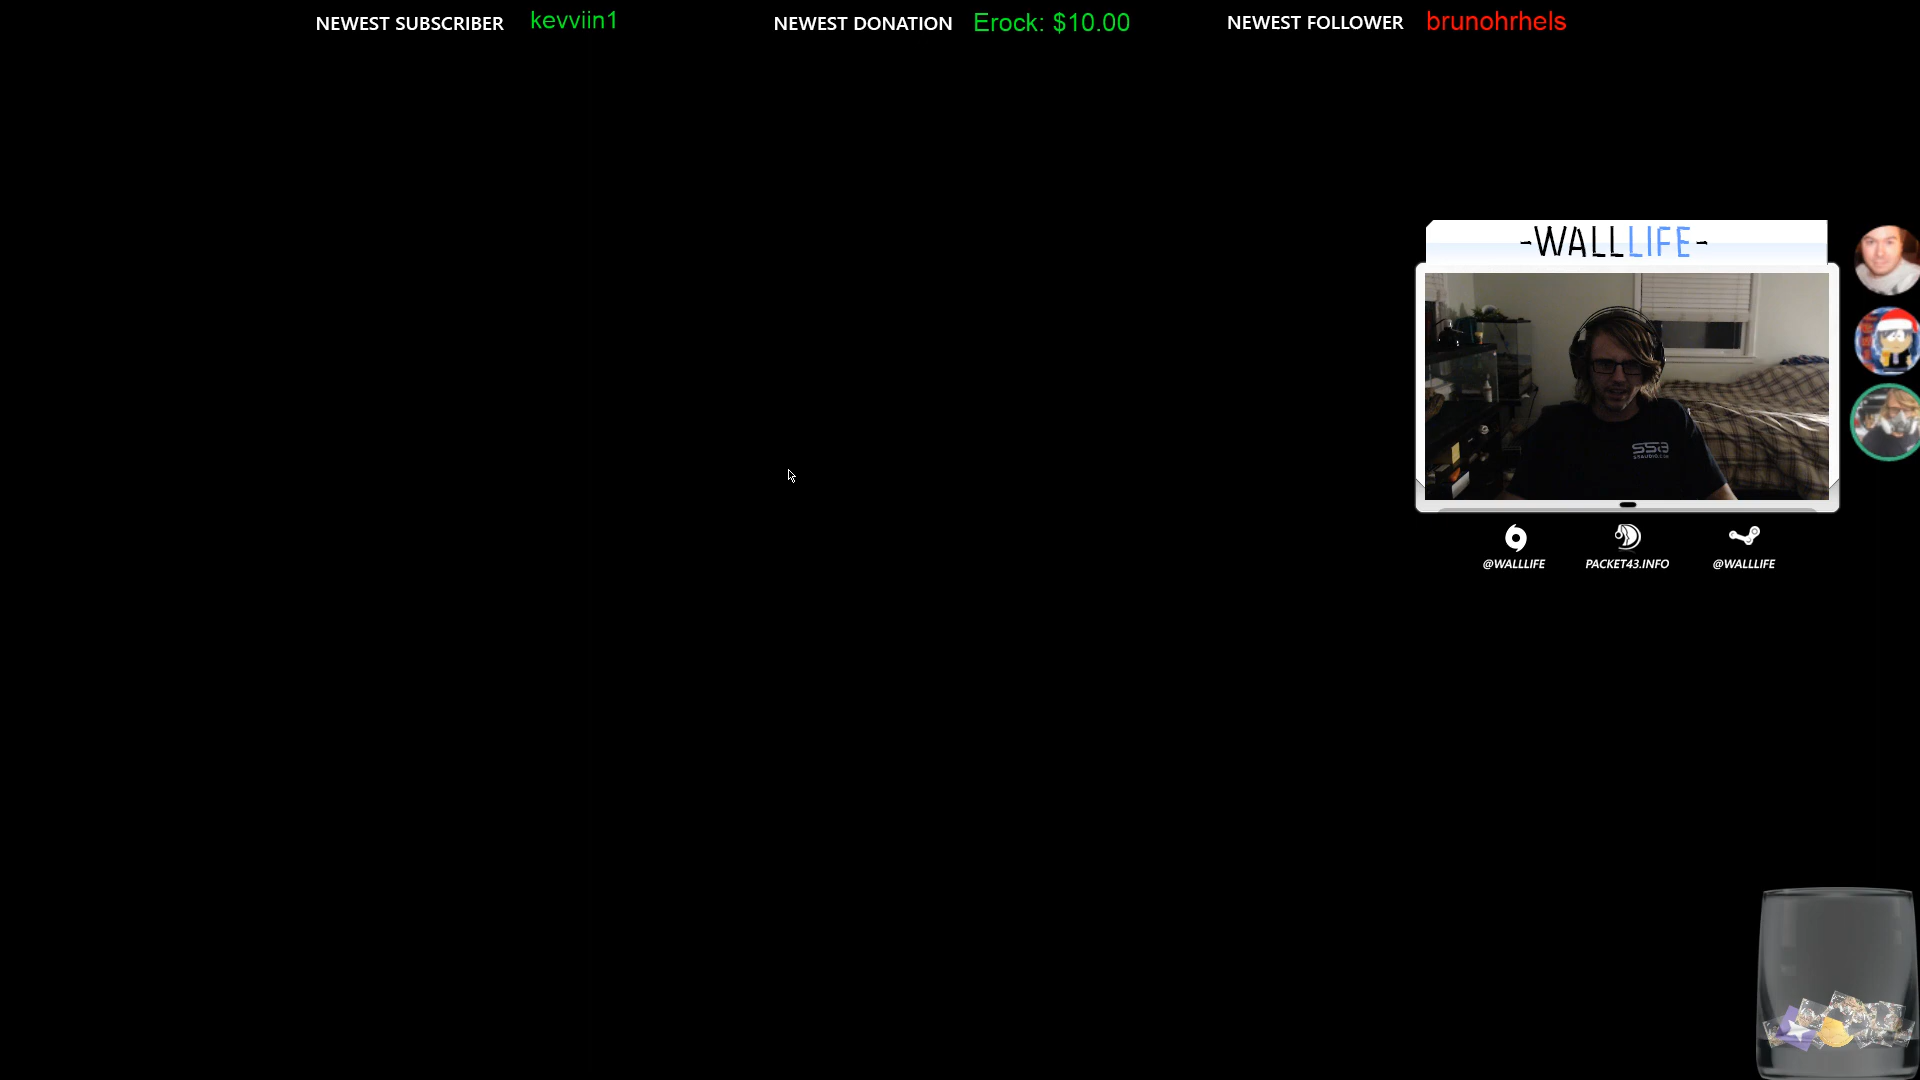 NEWEST SUBSCRIBER kevviin1 NEWEST DONATION Erock: $10.00 NEWEST FOLLOWER brunohrhels
-WALLLIFE-
@WALLLIFE PACKET43.INFO @WALLLIFE